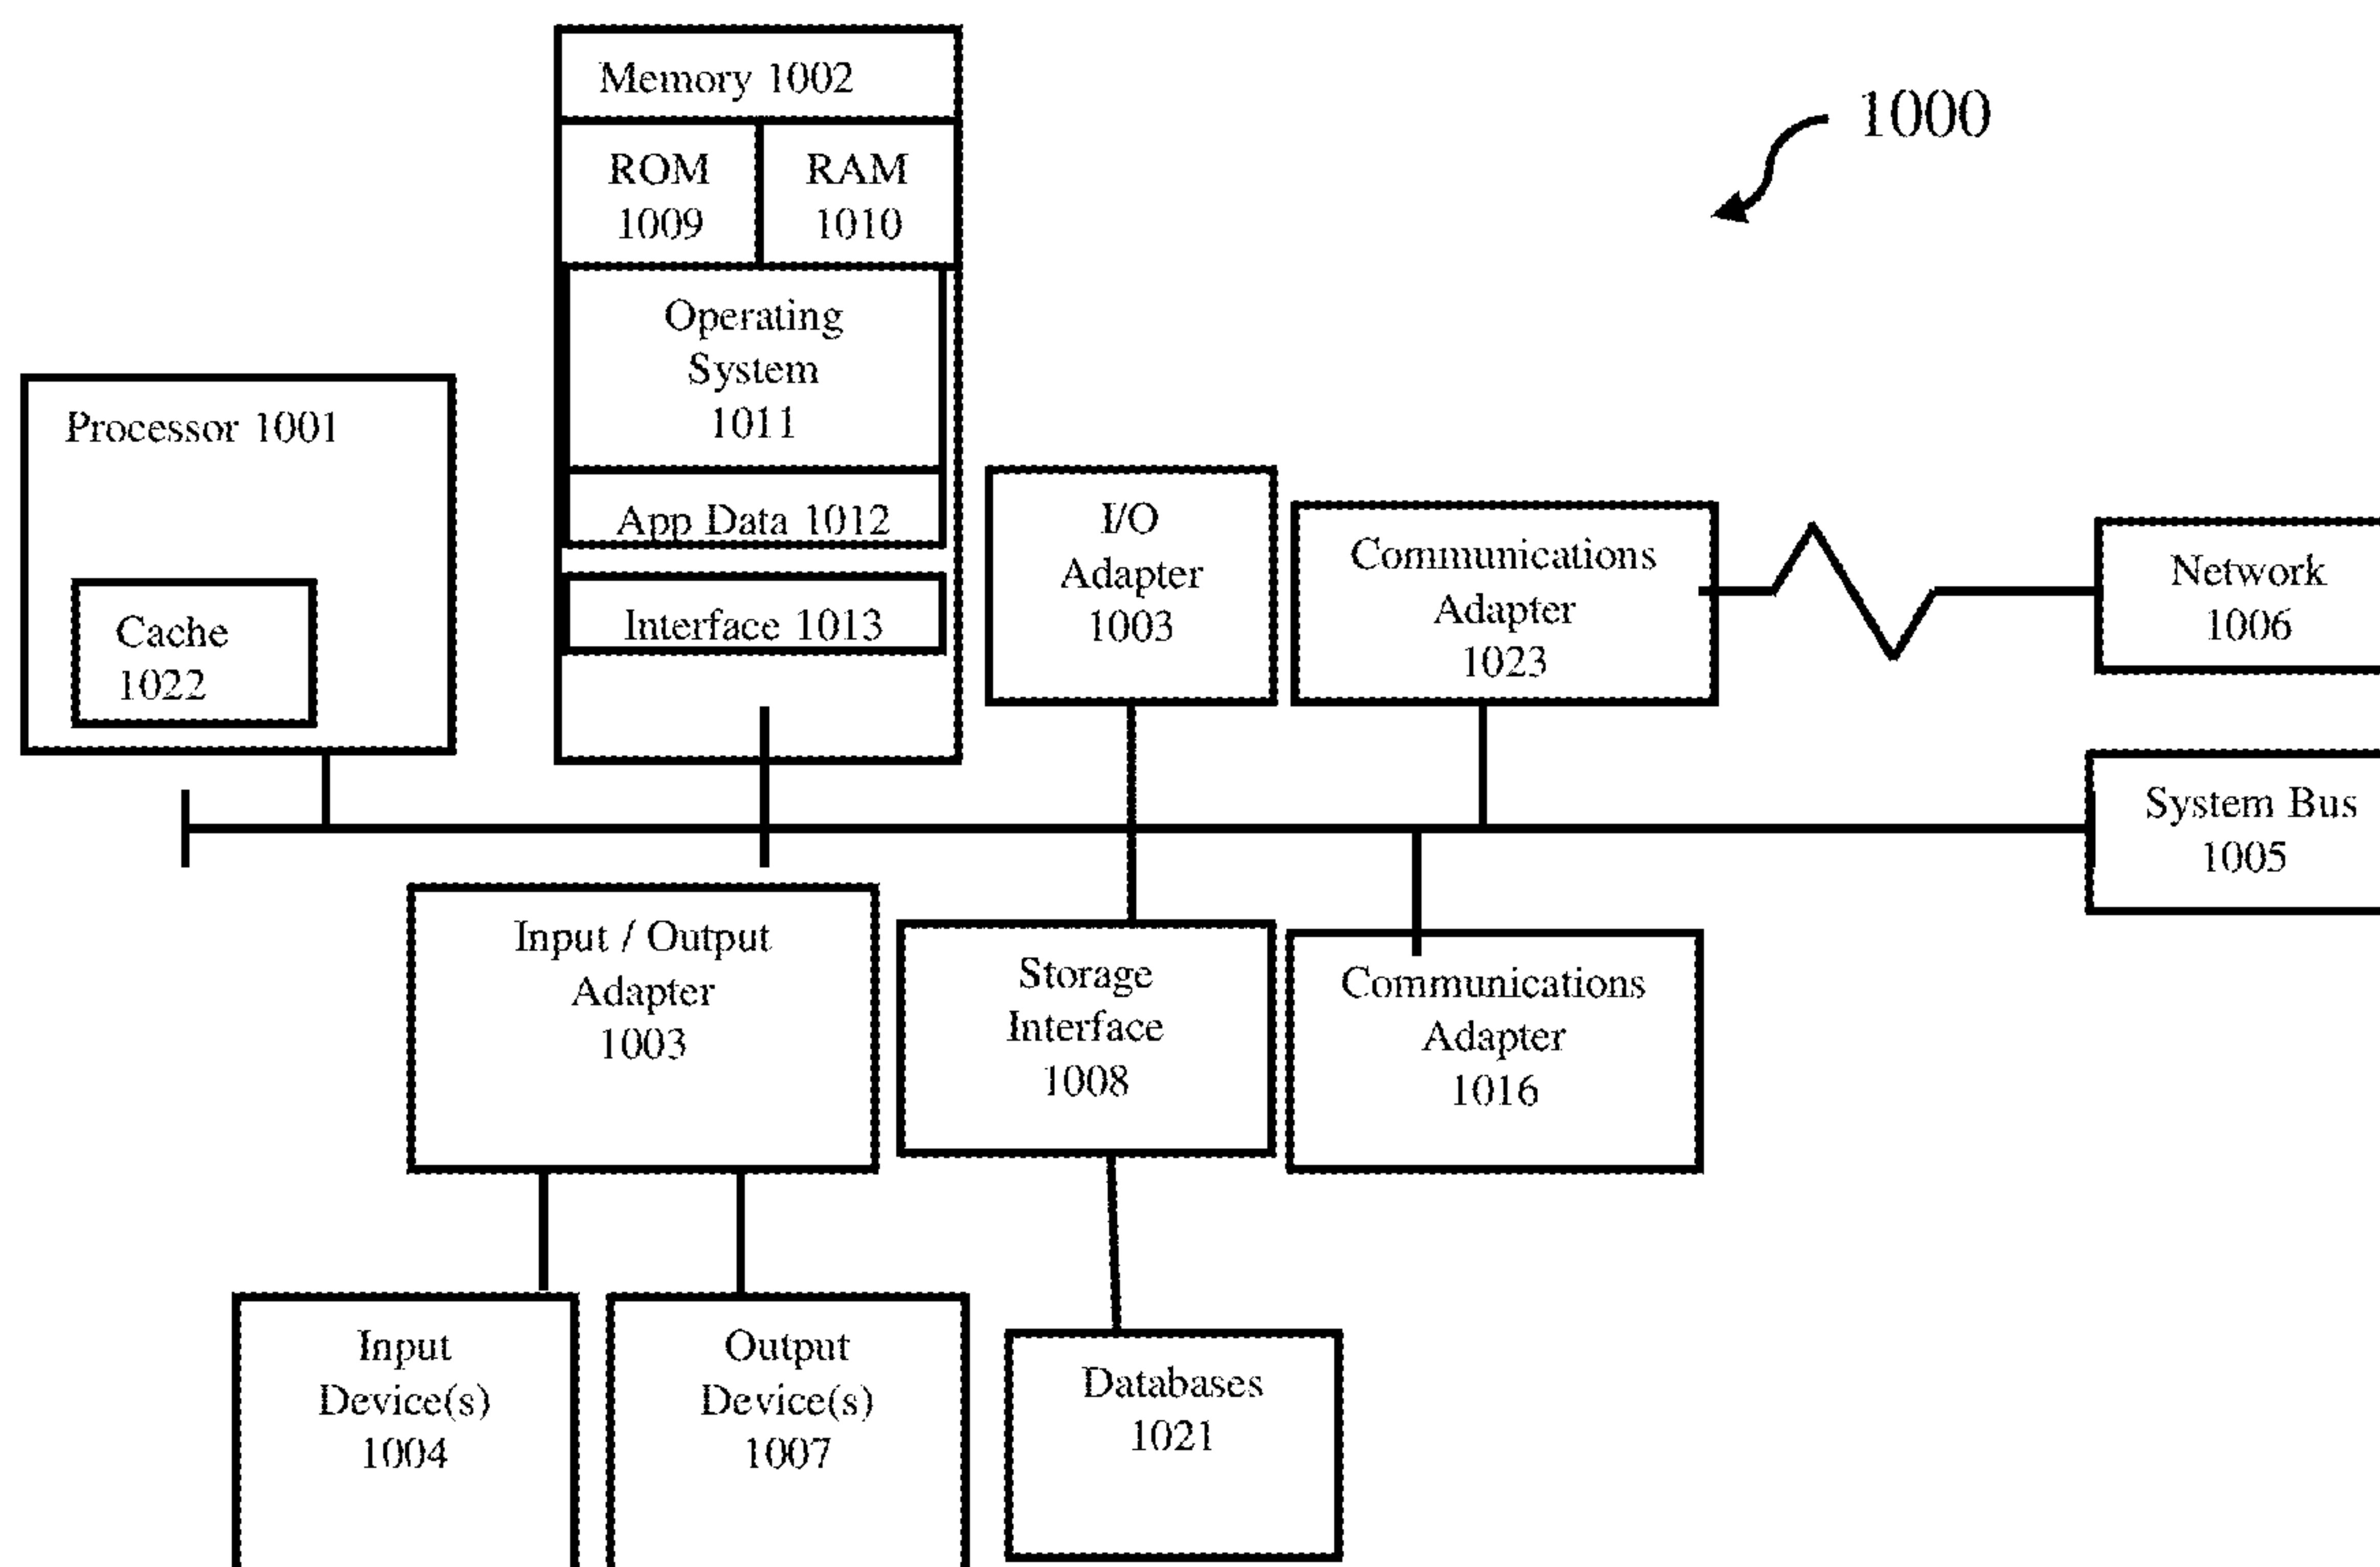 Memory 1002
1000
ROM
1009
RAM
1010
Operating
System
1011
App Data 1012
Interface 1013
Processor 1001
Cache
1022
I/O
Adapter
1003
Communications
Adapter
1023
Network
1006
System Bus
1005
Input / Output
Adapter
1003
Storage
Interface
1008
Communications
Adapter
1016
Input
Device(s)
1004
Output
Device(s)
1007
Databases
1021